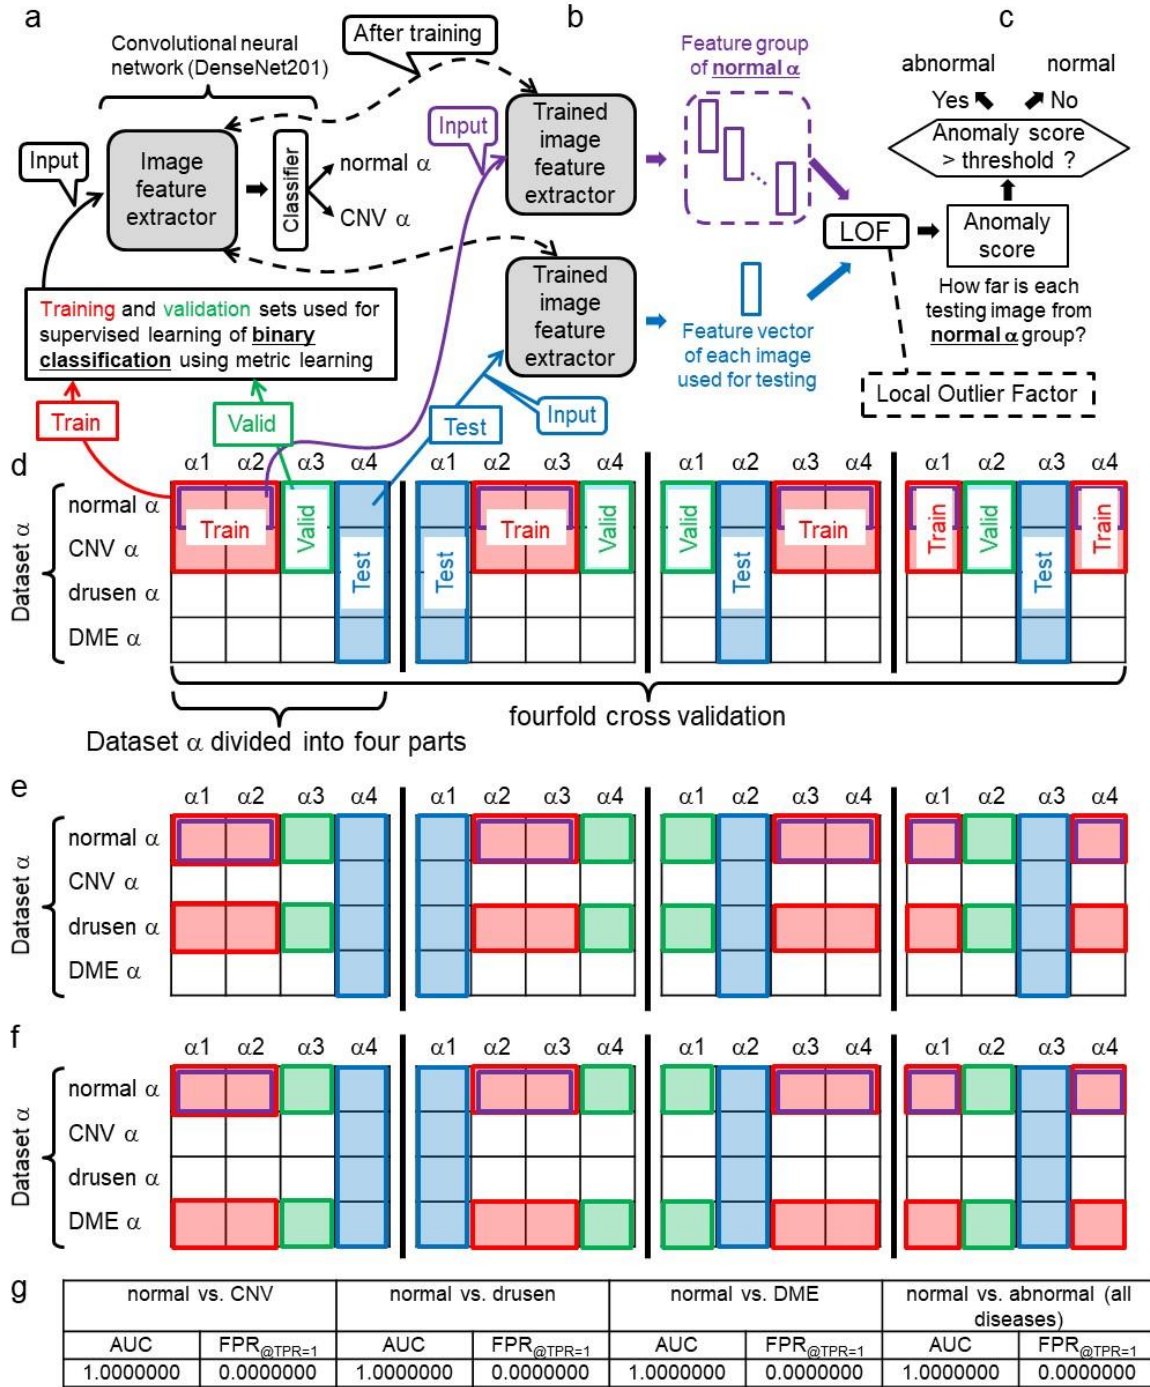 a
b
c
Convolutional neural
network (DenseNet201)
After training
Input
Image
feature
extractor
Classifier
normal α
CNV α
Input
Trained
image
feature
extractor
Trained
image
feature
extractor
Feature group
of normal α
Feature vector
of each image
used for testing
abnormal
normal
Yes
No
Anomaly score
> threshold ?
LOF
Anomaly
score
How far is each
testing image from
normal α group?
Local Outlier Factor
Training and validation sets used for
supervised learning of binary
classification using metric learning
Train
Valid
Test
Input
d
α1 α2 α3 α4
α1 α2 α3 α4
α1 α2 α3 α4
α1 α2 α3 α4
Dataset α
normal α
CNV α
drusen α
DME α
Train Valid Test
Test Train Valid
Valid Test Train
Train Valid Test Train
Dataset α divided into four parts
fourfold cross validation
e
α1 α2 α3 α4
α1 α2 α3 α4
α1 α2 α3 α4
α1 α2 α3 α4
Dataset α
normal α
CNV α
drusen α
DME α
f
α1 α2 α3 α4
α1 α2 α3 α4
α1 α2 α3 α4
α1 α2 α3 α4
Dataset α
normal α
CNV α
drusen α
DME α
g
normal vs. CNV
normal vs. drusen
normal vs. DME
normal vs. abnormal (all
diseases)
AUC FPR@TPR=1 AUC FPR@TPR=1 AUC FPR@TPR=1 AUC FPR@TPR=1
1.0000000 0.0000000 1.0000000 0.0000000 1.0000000 0.0000000 1.0000000 0.0000000